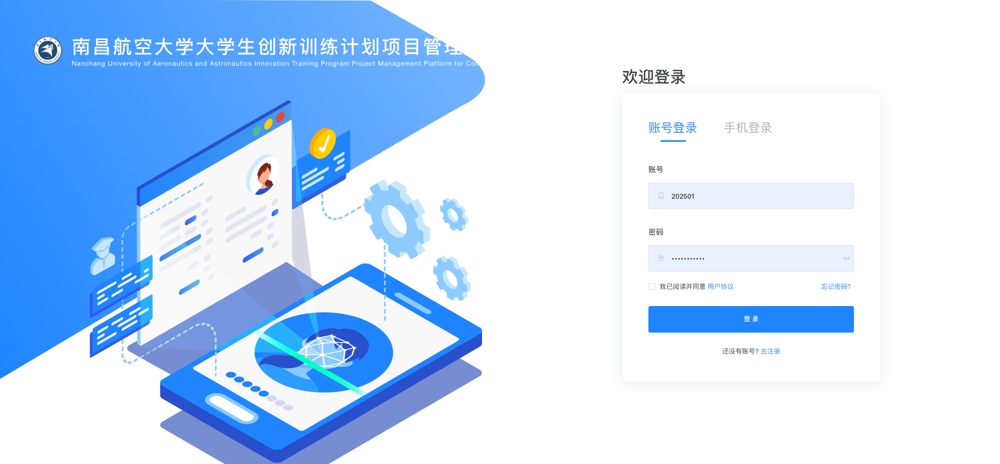 南昌航空大学大学生创新训练计划项目管理
Nanchang University of Aeronautics and Astronautics Innovation Training Program Project Management Platform for Col
欢迎登录
账号登录 手机登录
账号
202501
密码
•••••••••••
我已阅读并同意 用户协议 忘记密码?
登 录
还没有账号? 去注册